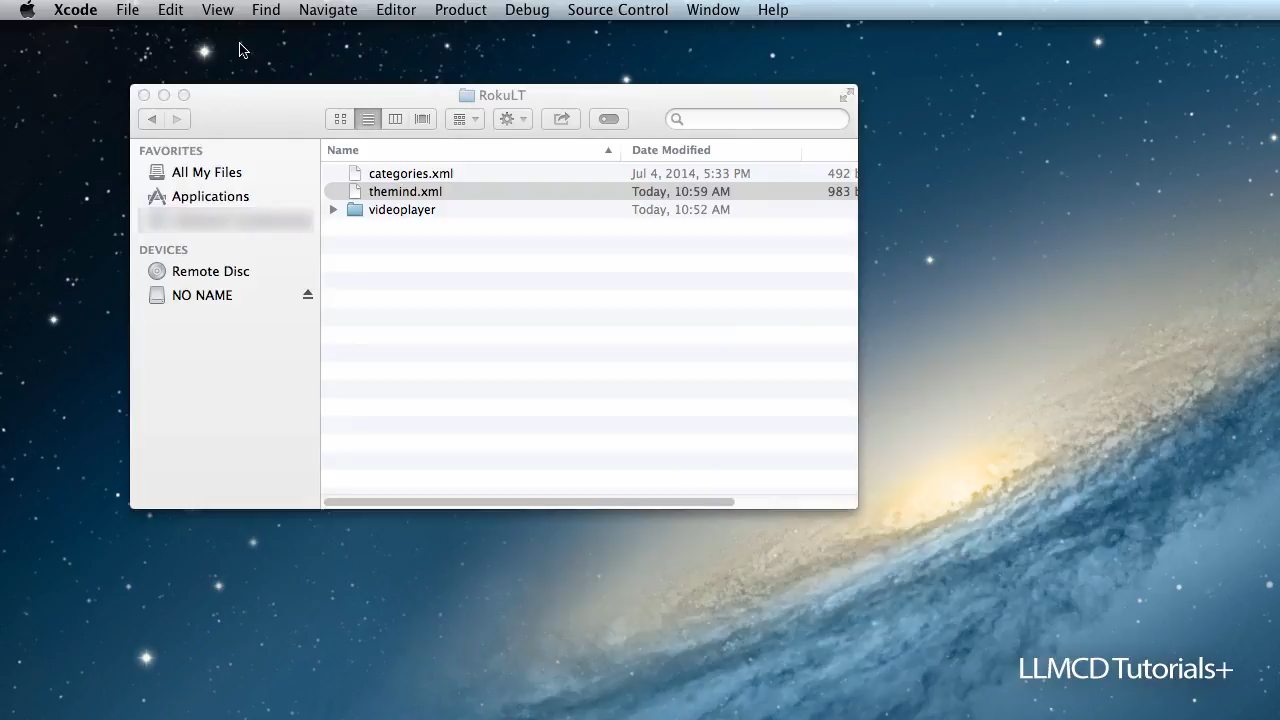 Xcode File Edit View Find Navigate Editor Product Debug Source Control Window Help
RokuLT
FAVORITES
All My Files
Applications
DEVICES
Remote Disc
NO NAME
Name Date Modified
categories.xml Jul 4, 2014, 5:33 PM 492 b
themind.xml Today, 10:59 AM 983 b
videoplayer Today, 10:52 AM
LLMCD Tutorials+